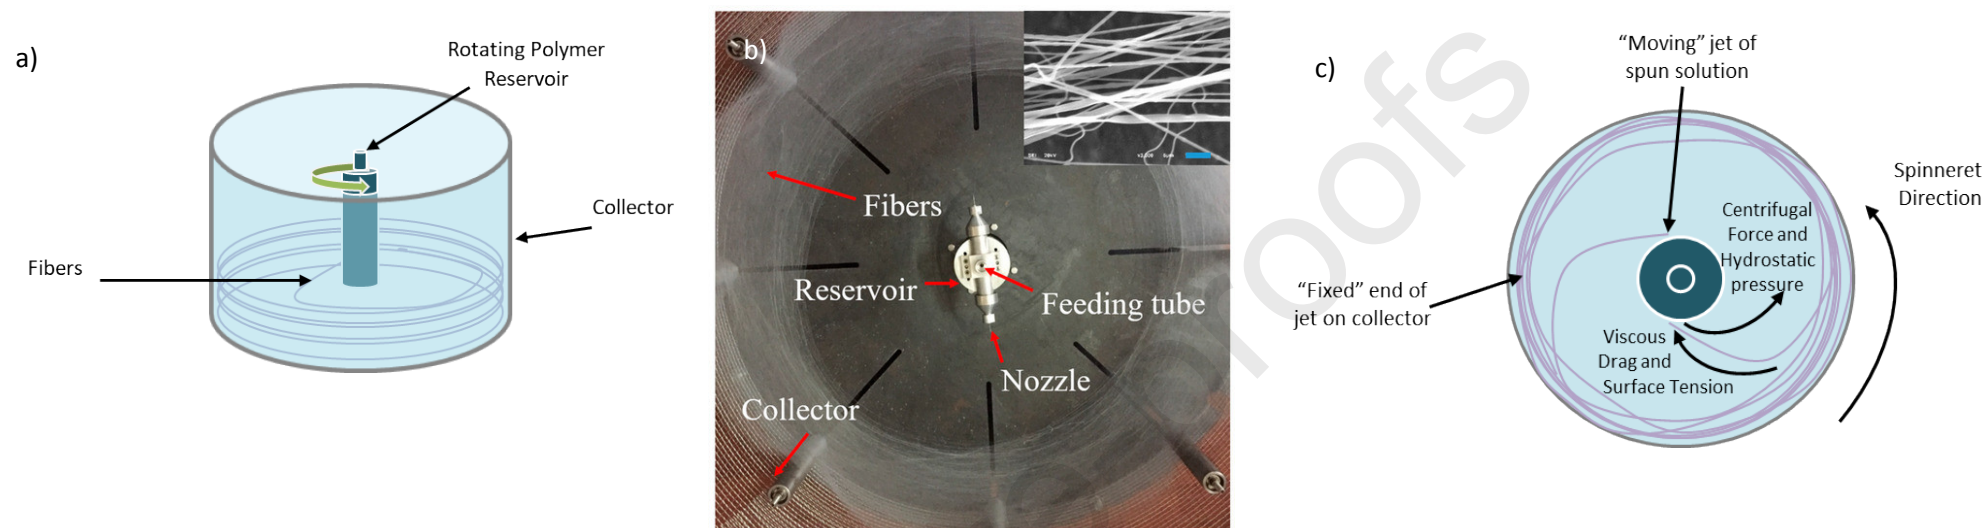 a)
Rotating Polymer
Reservoir
Collector
Fibers
b)
Fibers
Reservoir
Feeding tube
Nozzle
Collector
c)
“Moving” jet of
spun solution
Spinneret
Direction
Centrifugal
Force and
Hydrostatic
pressure
“Fixed” end of
jet on collector
Viscous
Drag and
Surface Tension
roofs